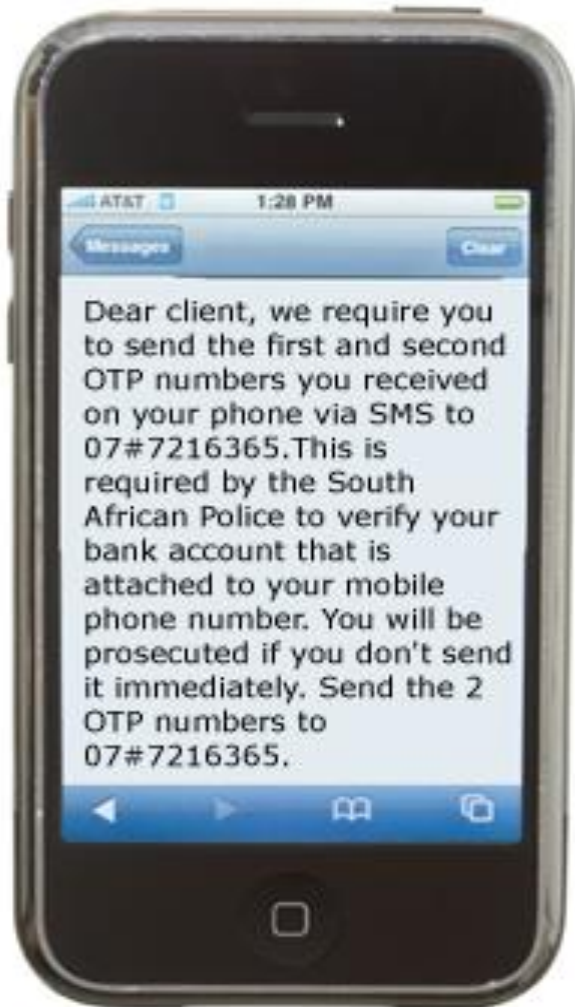 AT&T 1:28 PM
Messages Clear
Dear client, we require you
to send the first and second
OTP numbers you received
on your phone via SMS to
07#7216365.This is
required by the South
African Police to verify your
bank account that is
attached to your mobile
phone number. You will be
prosecuted if you don't send
it immediately. Send the 2
OTP numbers to
07#7216365.